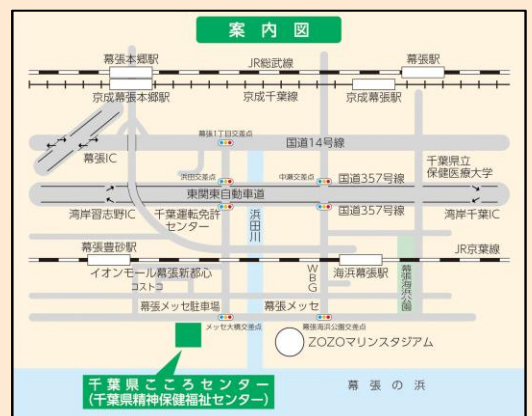 案内図
幕張本郷駅
JR総武線
幕張駅
京成幕張本郷駅
京成千葉線
京成幕張駅
幕張1丁目交差点
国道14号線
幕張IC
千葉県立
保健医療大学
浜田交差点
中瀬交差点
国道357号線
東関東自動車道
湾岸習志野IC
千葉運転免許
センター
浜田川
国道357号線
湾岸千葉IC
幕張豊砂駅
JR京葉線
イオンモール幕張新都心
コストコ
WBG
海浜幕張駅
幕張海浜公園
幕張メッセ駐車場
幕張メッセ
メッセ大橋交差点
幕張海浜公園交差点
ZOZOマリンスタジアム
千葉県こころセンター
(千葉県精神保健福祉センター)
幕張の浜